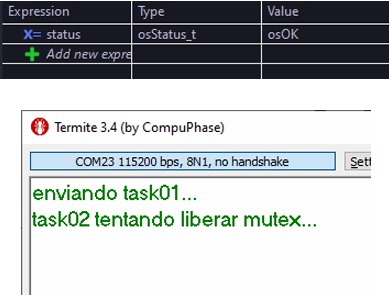 Expression Type Value
x= status osStatus_t osOK
Add new expre
Termite 3.4 (by CompuPhase)
COM23 115200 bps, 8N1, no handshake Sett
enviando task01...
task02 tentando liberar mutex...